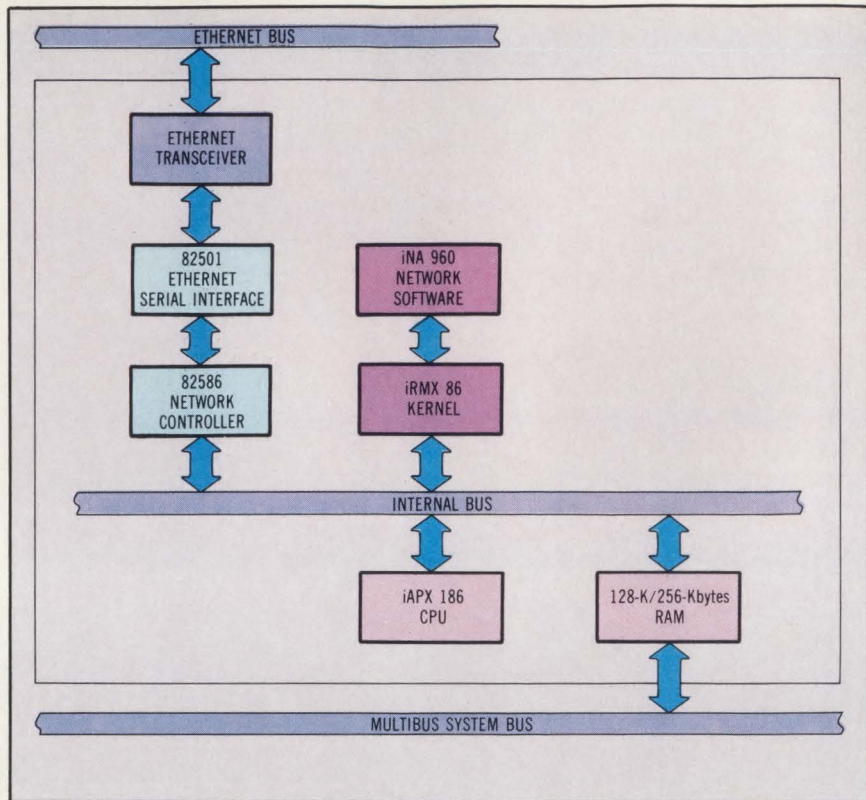 ETHERNET BUS
ETHERNET
TRANSCEIVER
82501
ETHERNET
SERIAL INTERFACE
iNA 960
NETWORK
SOFTWARE
82586
NETWORK
CONTROLLER
iRMX 86
KERNEL
INTERNAL BUS
iAPX 186
CPU
128-K/256-Kbytes
RAM
MULTIBUS SYSTEM BUS